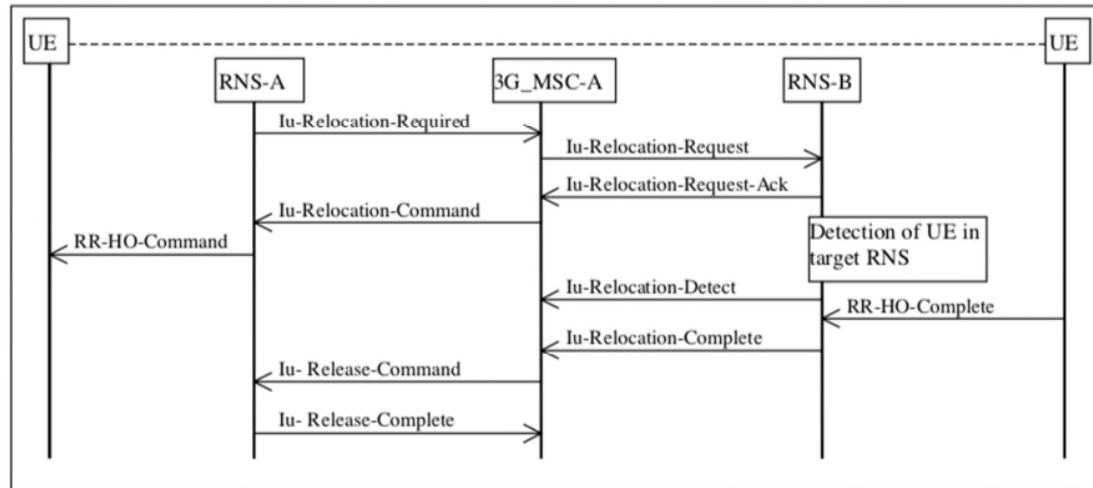 UE
UE
RNS-A
3G_MSC-A
RNS-B
Iu-Relocation-Required
Iu-Relocation-Request
Iu-Relocation-Request-Ack
Iu-Relocation-Command
RR-HO-Command
Detection of UE in
target RNS
Iu-Relocation-Detect
RR-HO-Complete
Iu-Relocation-Complete
Iu- Release-Command
Iu- Release-Complete